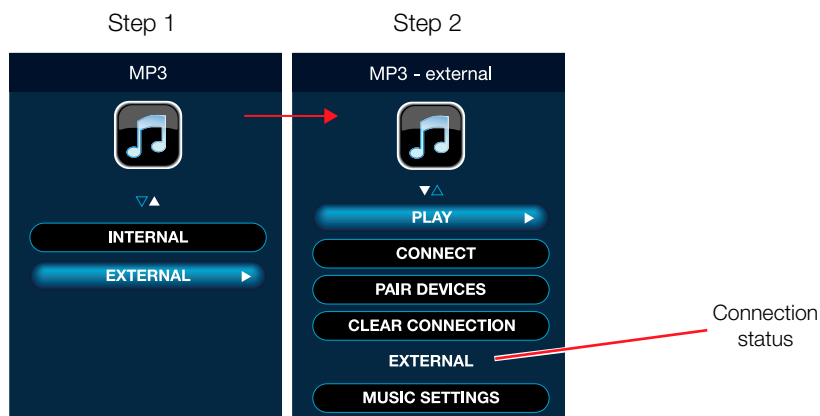 Step 1
MP3
INTERNAL
EXTERNAL
Step 2
MP3 - external
PLAY
CONNECT
PAIR DEVICES
CLEAR CONNECTION
EXTERNAL
MUSIC SETTINGS
Connection
status